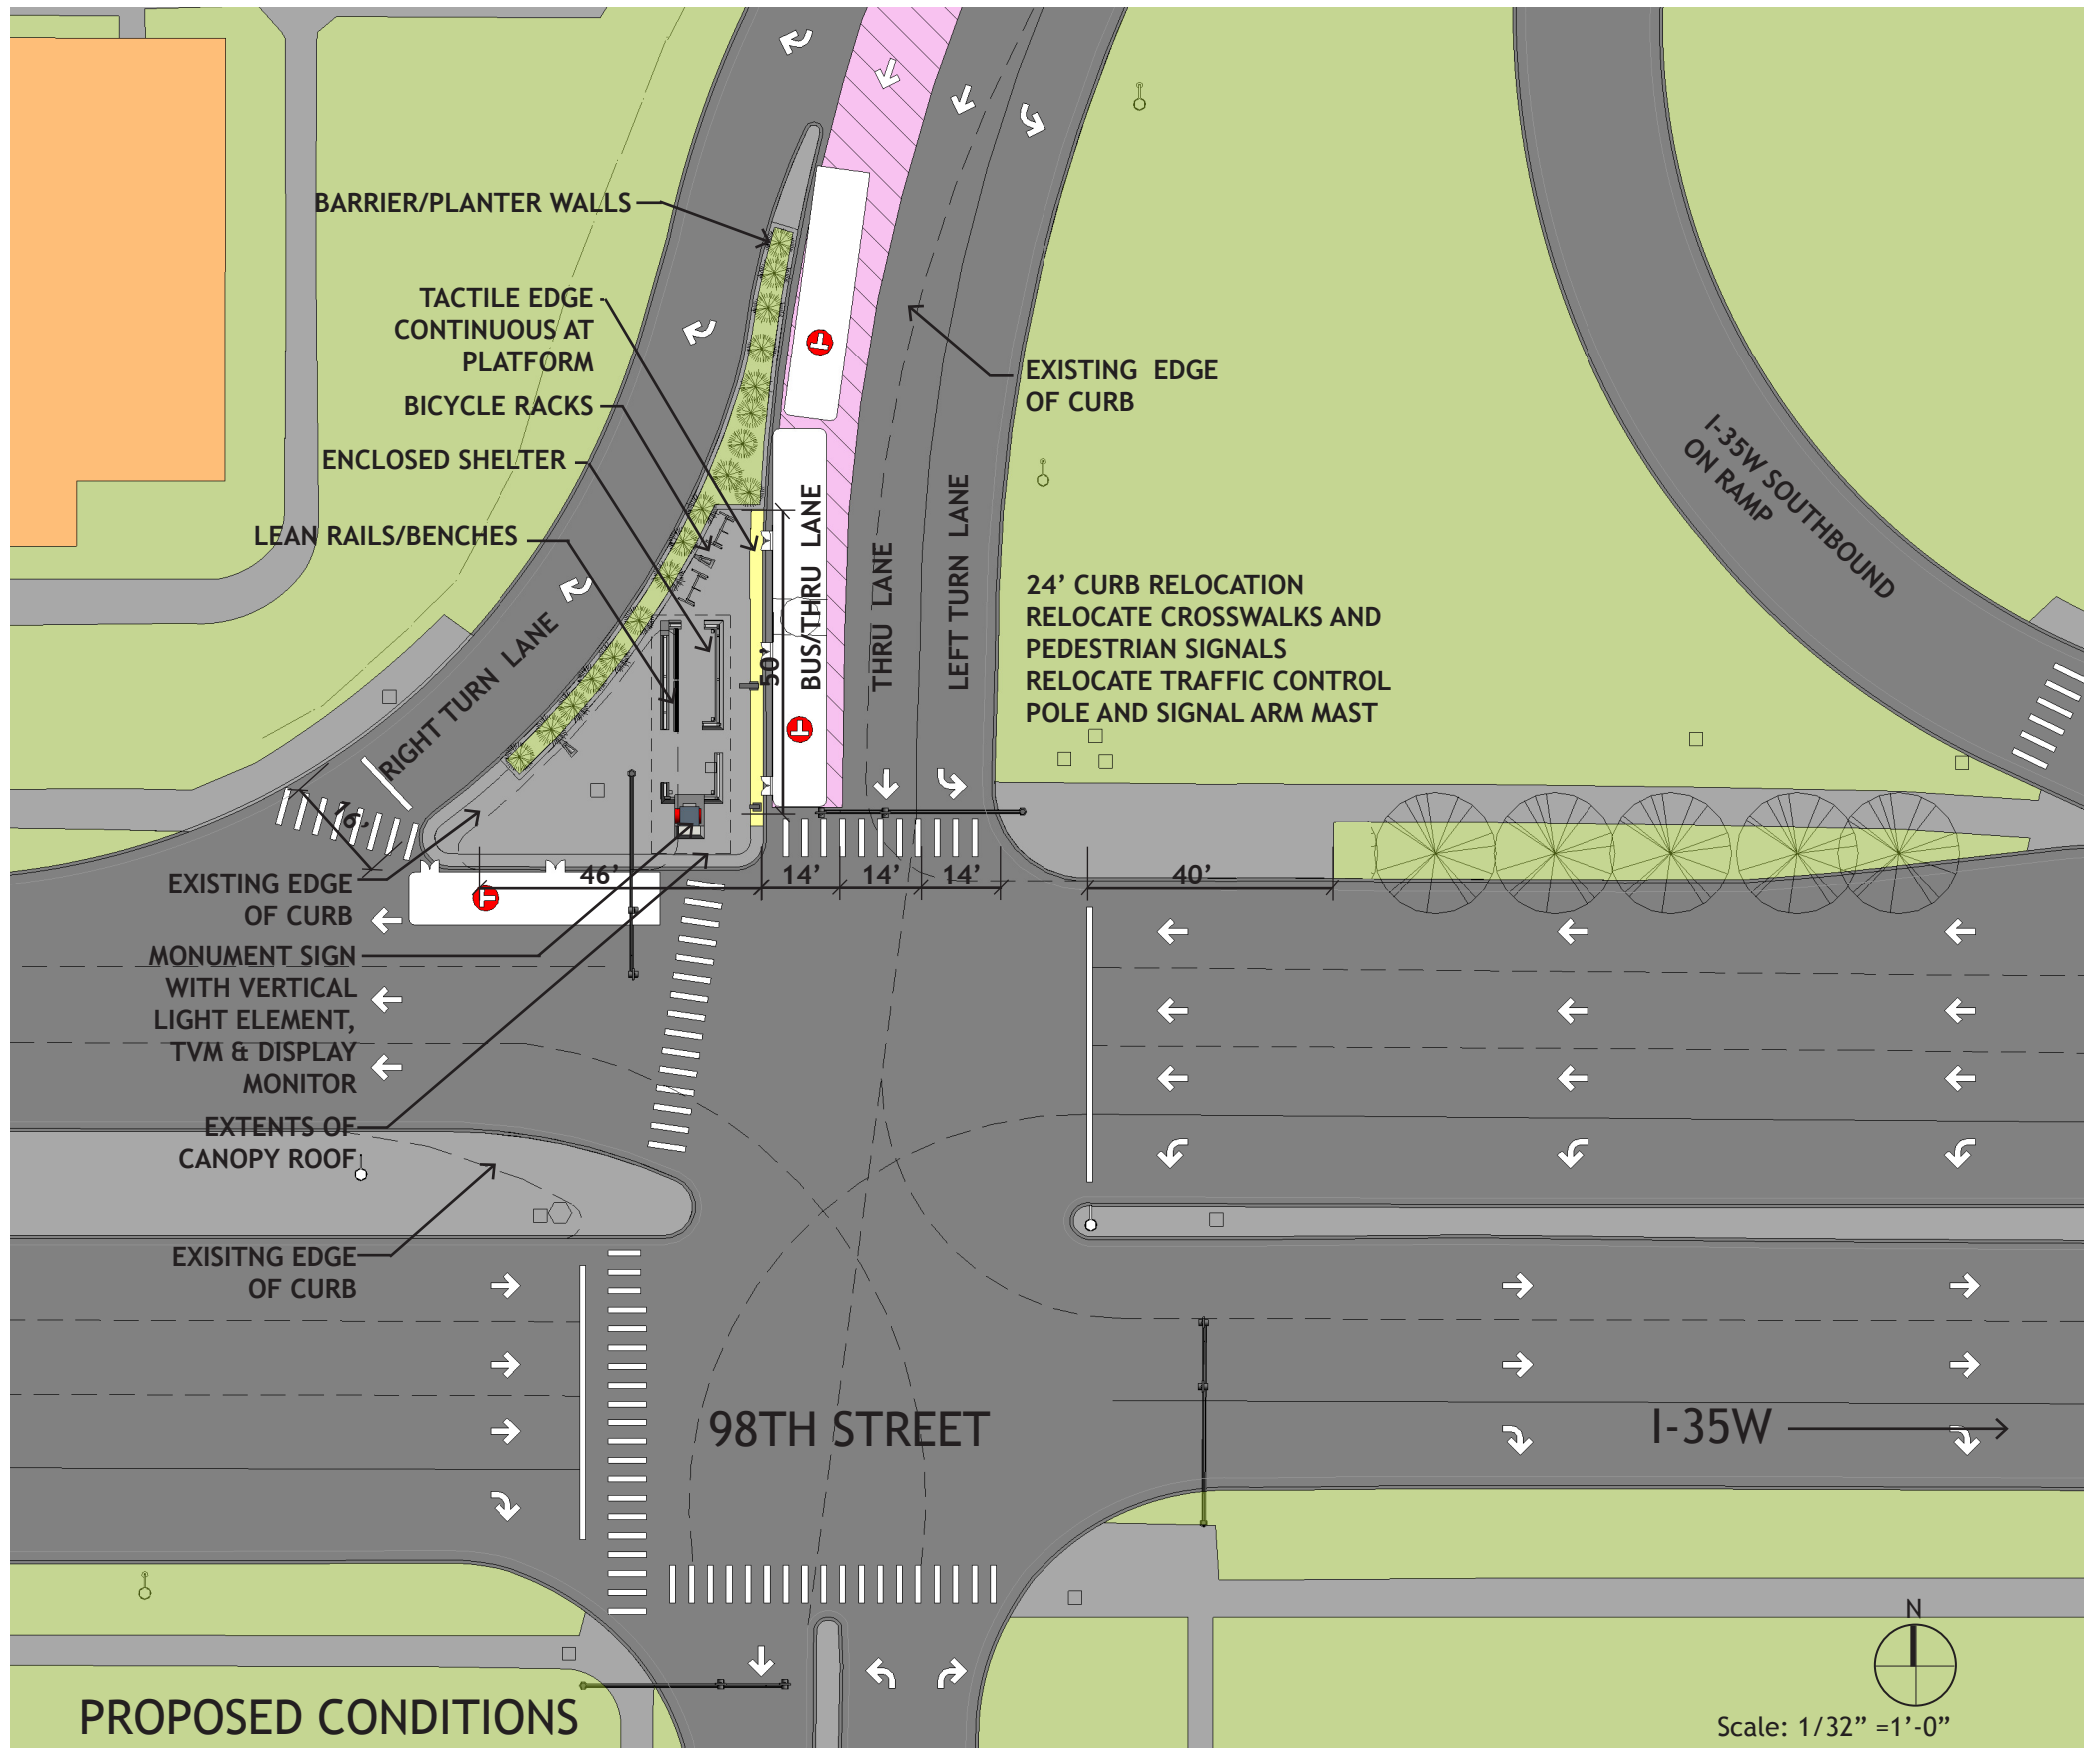 BARRIER/PLANTER WALLS
TACTILE EDGE
CONTINUOUS AT
PLATFORM
BICYCLE RACKS
ENCLOSED SHELTER
LEAN RAILS/BENCHES
EXISTING EDGE
OF CURB
I-35W SOUTHBOUND
ON RAMP
24’ CURB RELOCATION
RELOCATE CROSSWALKS AND
PEDESTRIAN SIGNALS
RELOCATE TRAFFIC CONTROL
POLE AND SIGNAL ARM MAST
RIGHT TURN LANE
50’
BUS/THRU LANE
THRU LANE
LEFT TURN LANE
T
T
16’
46’
14’
14’
14’
40’
EXISTING EDGE
OF CURB
T
MONUMENT SIGN
WITH VERTICAL
LIGHT ELEMENT,
TVM & DISPLAY
MONITOR
EXTENTS OF
CANOPY ROOF
EXISITNG EDGE
OF CURB
98TH STREET
I-35W
N
PROPOSED CONDITIONS
Scale: 1/32” =1’-0”